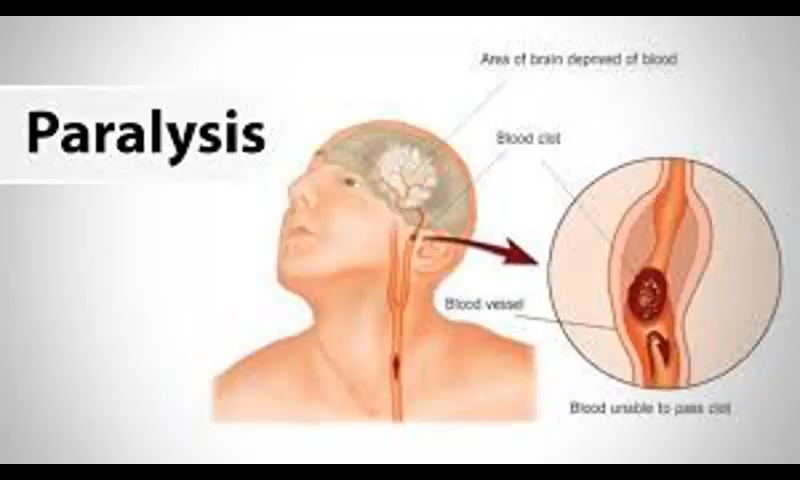 Area of brain deprived of blood
Paralysis
Blood clot
Blood vessel
Blood unable to pass clot